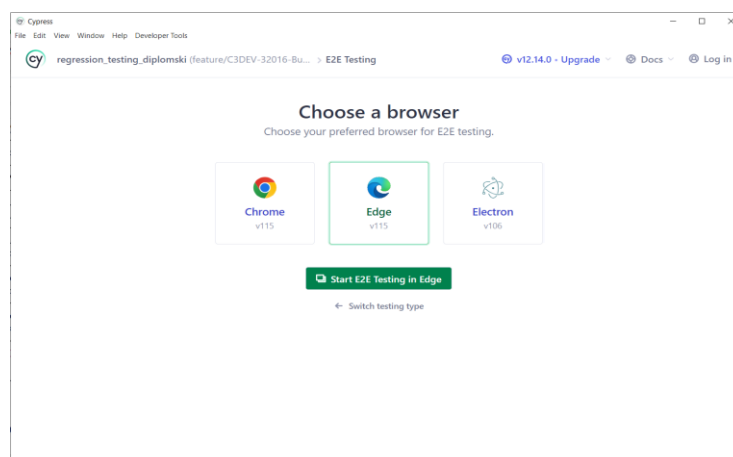 Cypress
File Edit View Window Help Developer Tools
cy regression_testing_diplomski (feature/C3DEV-32016-Bu... > E2E Testing v12.14.0 - Upgrade Docs Log in
Choose a browser
Choose your preferred browser for E2E testing.
Chrome Edge Electron
v115 v115 v106
Start E2E Testing in Edge
← Switch testing type